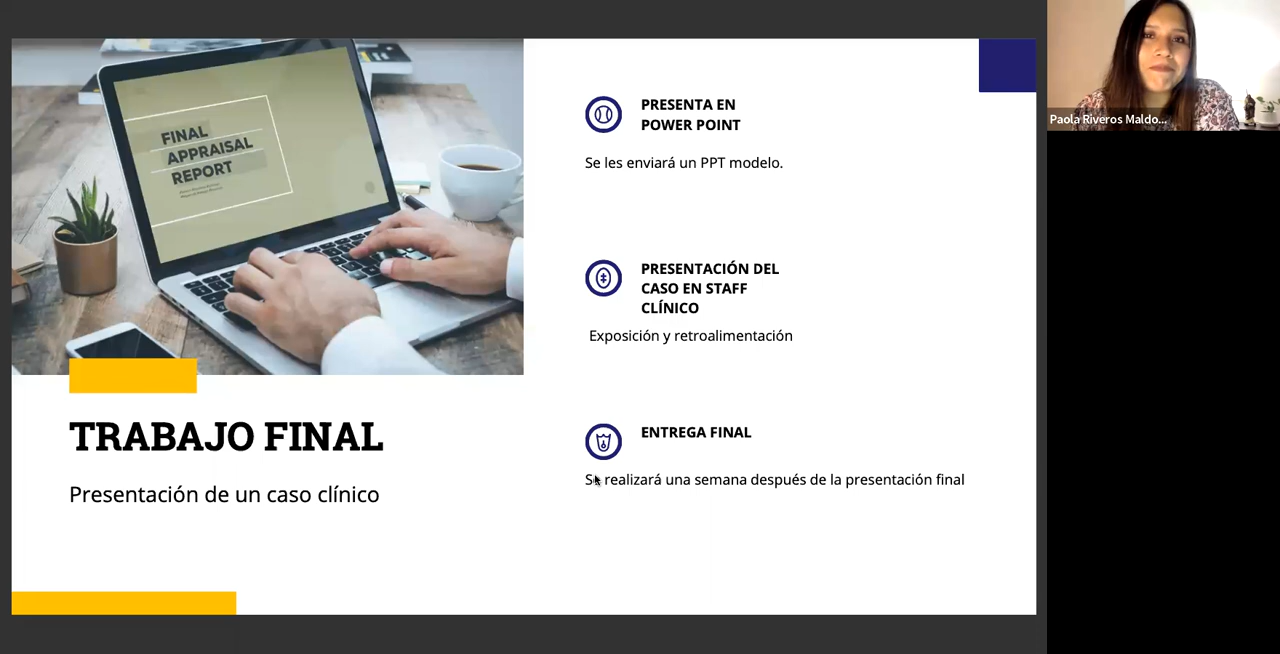 FINAL
APPRAISAL
REPORT
TRABAJO FINAL
Presentación de un caso clínico
PRESENTA EN
POWER POINT
Se les enviará un PPT modelo.
PRESENTACIÓN DEL
CASO EN STAFF
CLÍNICO
Exposición y retroalimentación
ENTREGA FINAL
Se realizará una semana después de la presentación final
Paola Riveros Maldo...